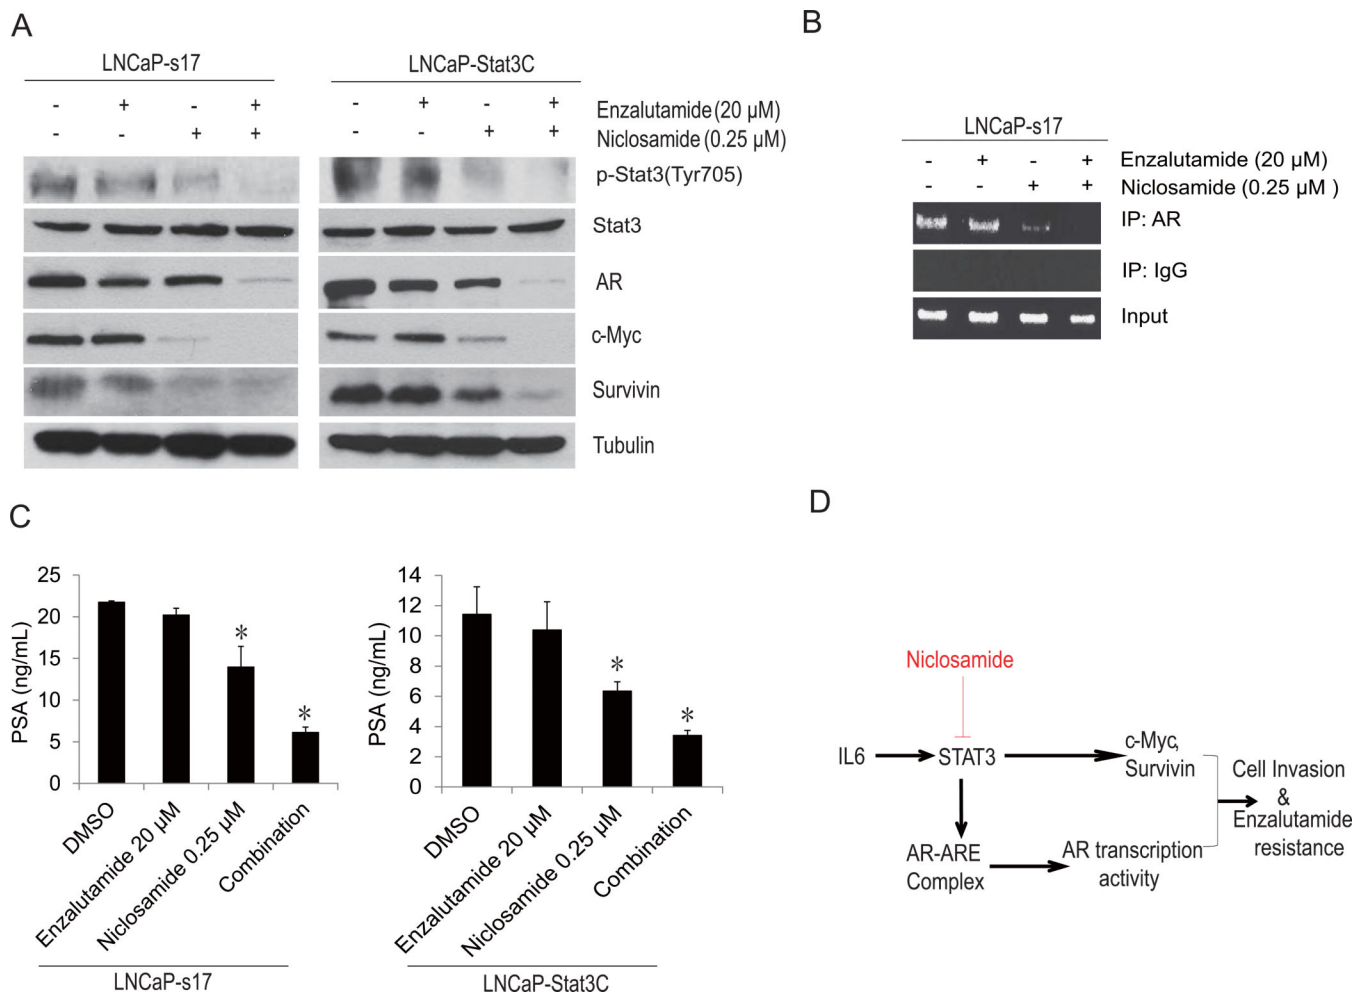 A
LNCaP-s17
LNCaP-Stat3C
- + - +
- + - +
Enzalutamide (20 µM)
- - + +
- - + +
Niclosamide (0.25 µM)
p-Stat3(Tyr705)
Stat3
AR
c-Myc
Survivin
Tubulin
B
LNCaP-s17
- + - + Enzalutamide (20 µM)
- - + + Niclosamide (0.25 µM )
IP: AR
IP: IgG
Input
C
PSA (ng/mL)
25
20
15
10
5
0
*
*
DMSO
Enzalutamide 20 µM
Niclosamide 0.25 µM
Combination
LNCaP-s17
PSA (ng/mL)
14
12
10
8
6
4
2
0
*
*
DMSO
Enzalutamide 20 µM
Niclosamide 0.25 µM
Combination
LNCaP-Stat3C
D
Niclosamide
IL6
STAT3
c-Myc,
Survivin
AR-ARE
Complex
AR transcription
activity
Cell Invasion
&
Enzalutamide
resistance